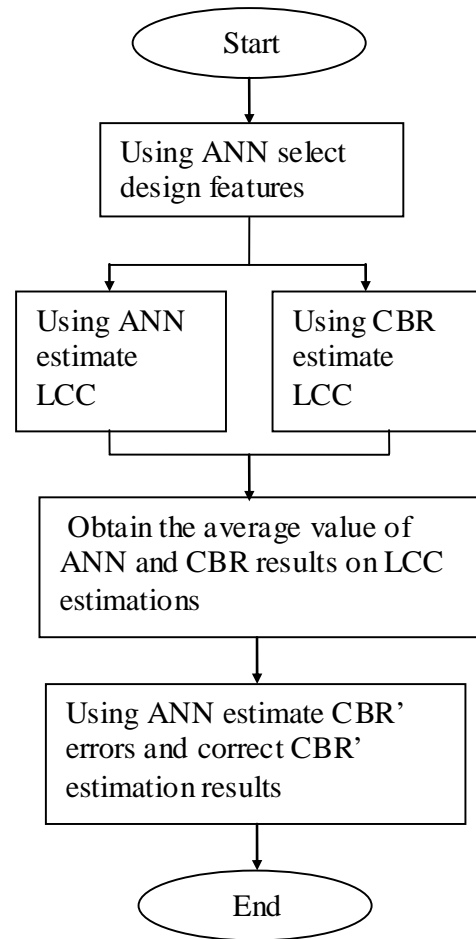 Start
Using ANN select
design features
Using ANN
estimate
LCC
Using CBR
estimate
LCC
Obtain the average value of
ANN and CBR results on LCC
estimations
Using ANN estimate CBR’
errors and correct CBR’
estimation results
End